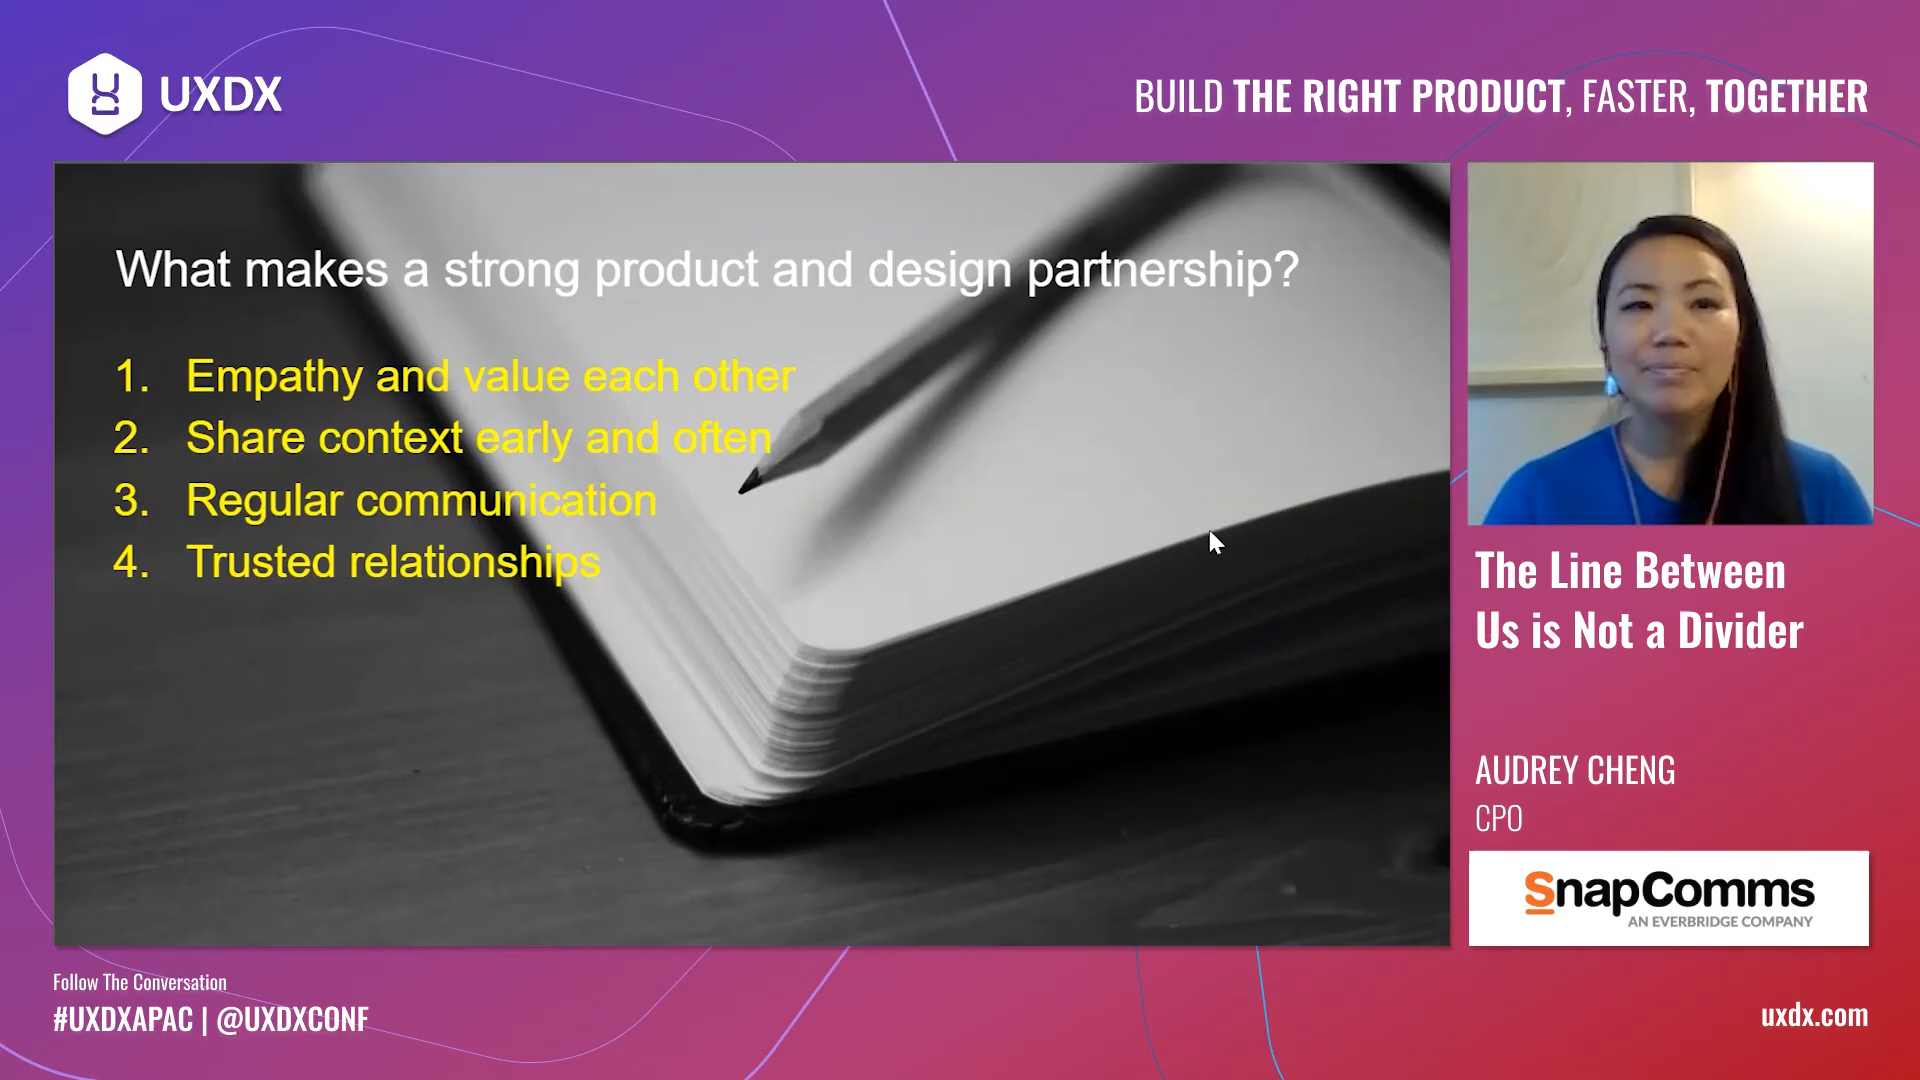 UXDX
BUILD THE RIGHT PRODUCT, FASTER, TOGETHER
What makes a strong product and design partnership?
1. Empathy and value each other
2. Share context early and often
3. Regular communication
4. Trusted relationships
The Line Between
Us is Not a Divider
AUDREY CHENG
CPO
SnapComms
AN EVERBRIDGE COMPANY
Follow The Conversation
#UXDXAPAC | @UXDXCONF
uxdx.com